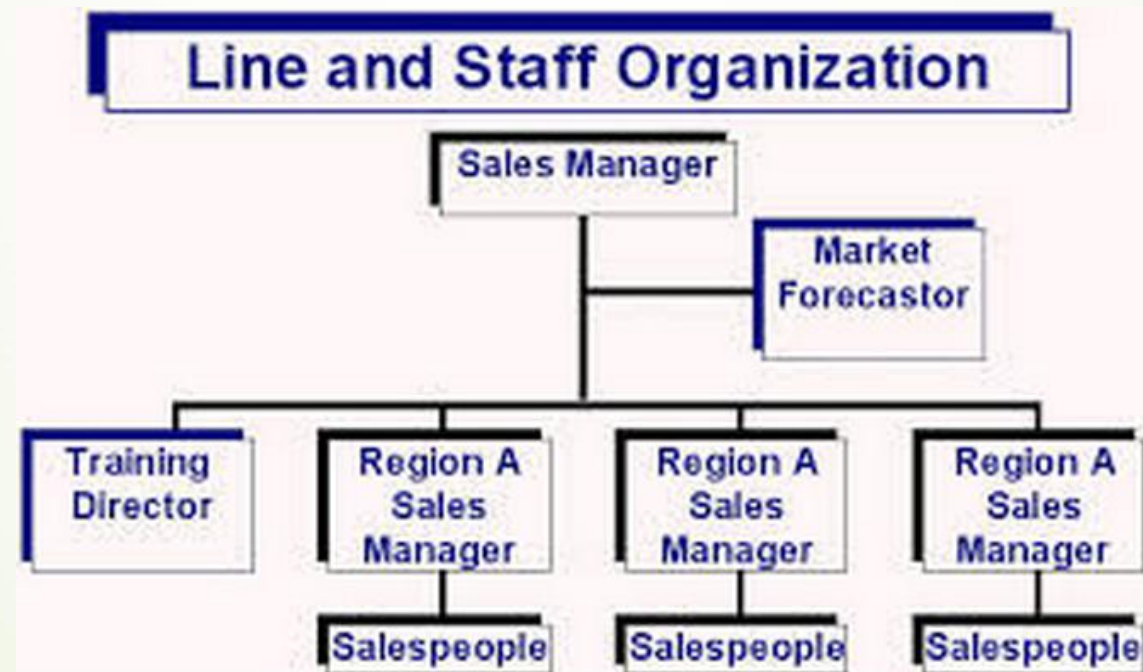 Line and Staff Organization
Sales Manager
Market
Forecastor
Training
Director
Region A
Sales
Manager
Region A
Sales
Manager
Region A
Sales
Manager
Salespeople
Salespeople
Salespeople